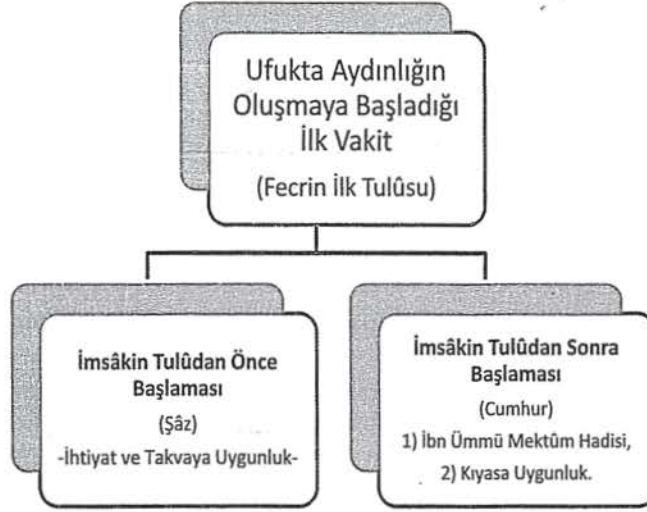 Ufukta Aydınlığın
Oluşmaya Başladığı
İlk Vakit
(Fecrin İlk Tulûsu)
İmsâkin Tulûdan Önce
Başlaması
(Şâz)
-İhtiyat ve Takvaya Uygunluk-
İmsâkin Tulûdan Sonra
Başlaması
(Cumhur)
1) İbn Ümmü Mektûm Hadisi,
2) Kıyasa Uygunluk.